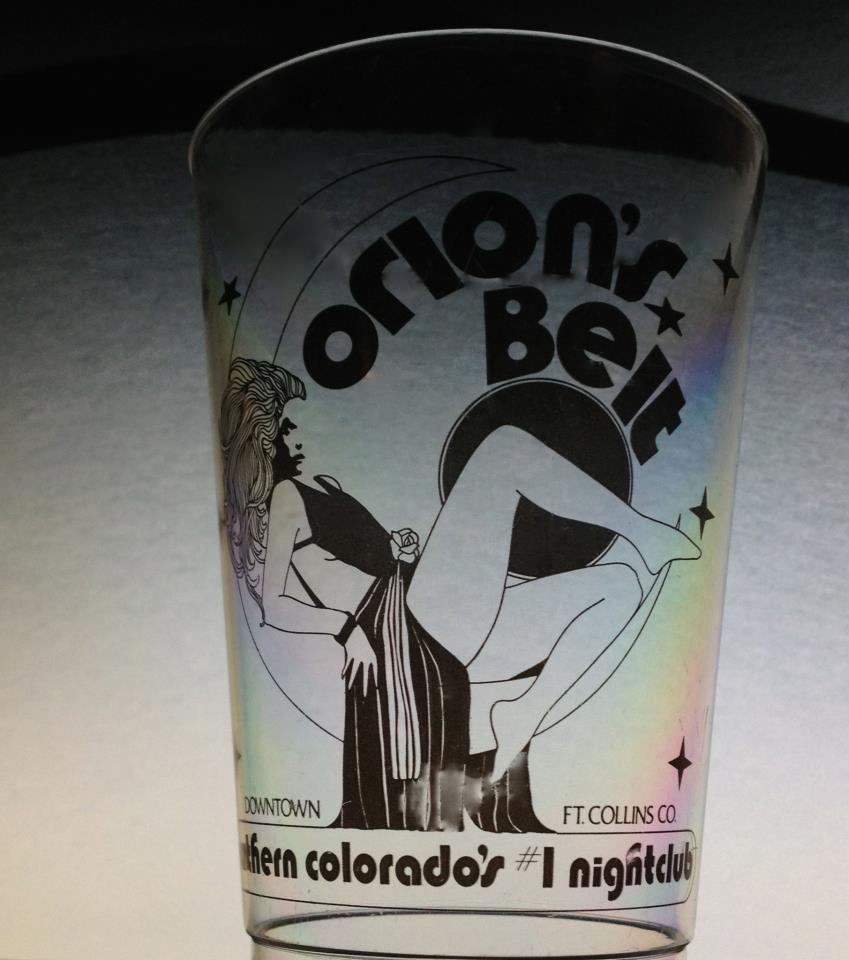 orion's
Belt
DOWNTOWN
FT. COLLINS CO.
thern colorado's #1 nightclub